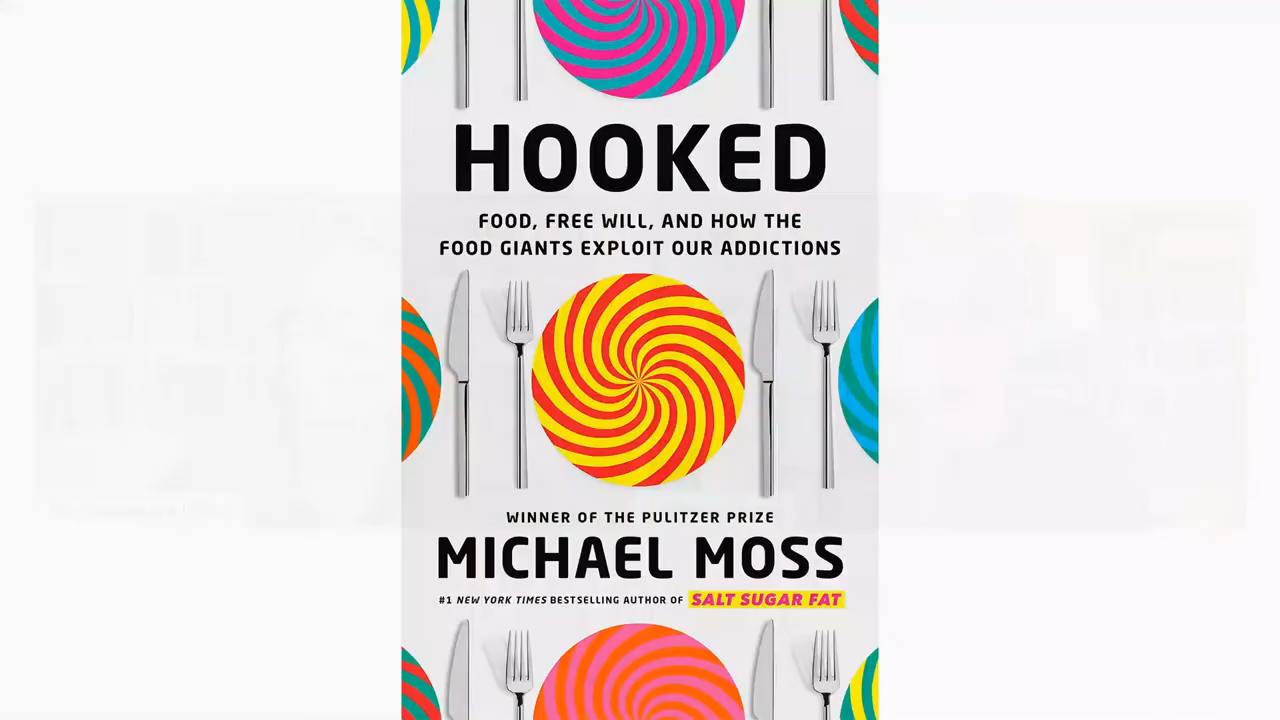 HOOKED
FOOD, FREE WILL, AND HOW THE
FOOD GIANTS EXPLOIT OUR ADDICTIONS
WINNER OF THE PULITZER PRIZE
MICHAEL MOSS
#1 NEW YORK TIMES BESTSELLING AUTHOR OF SALT SUGAR FAT